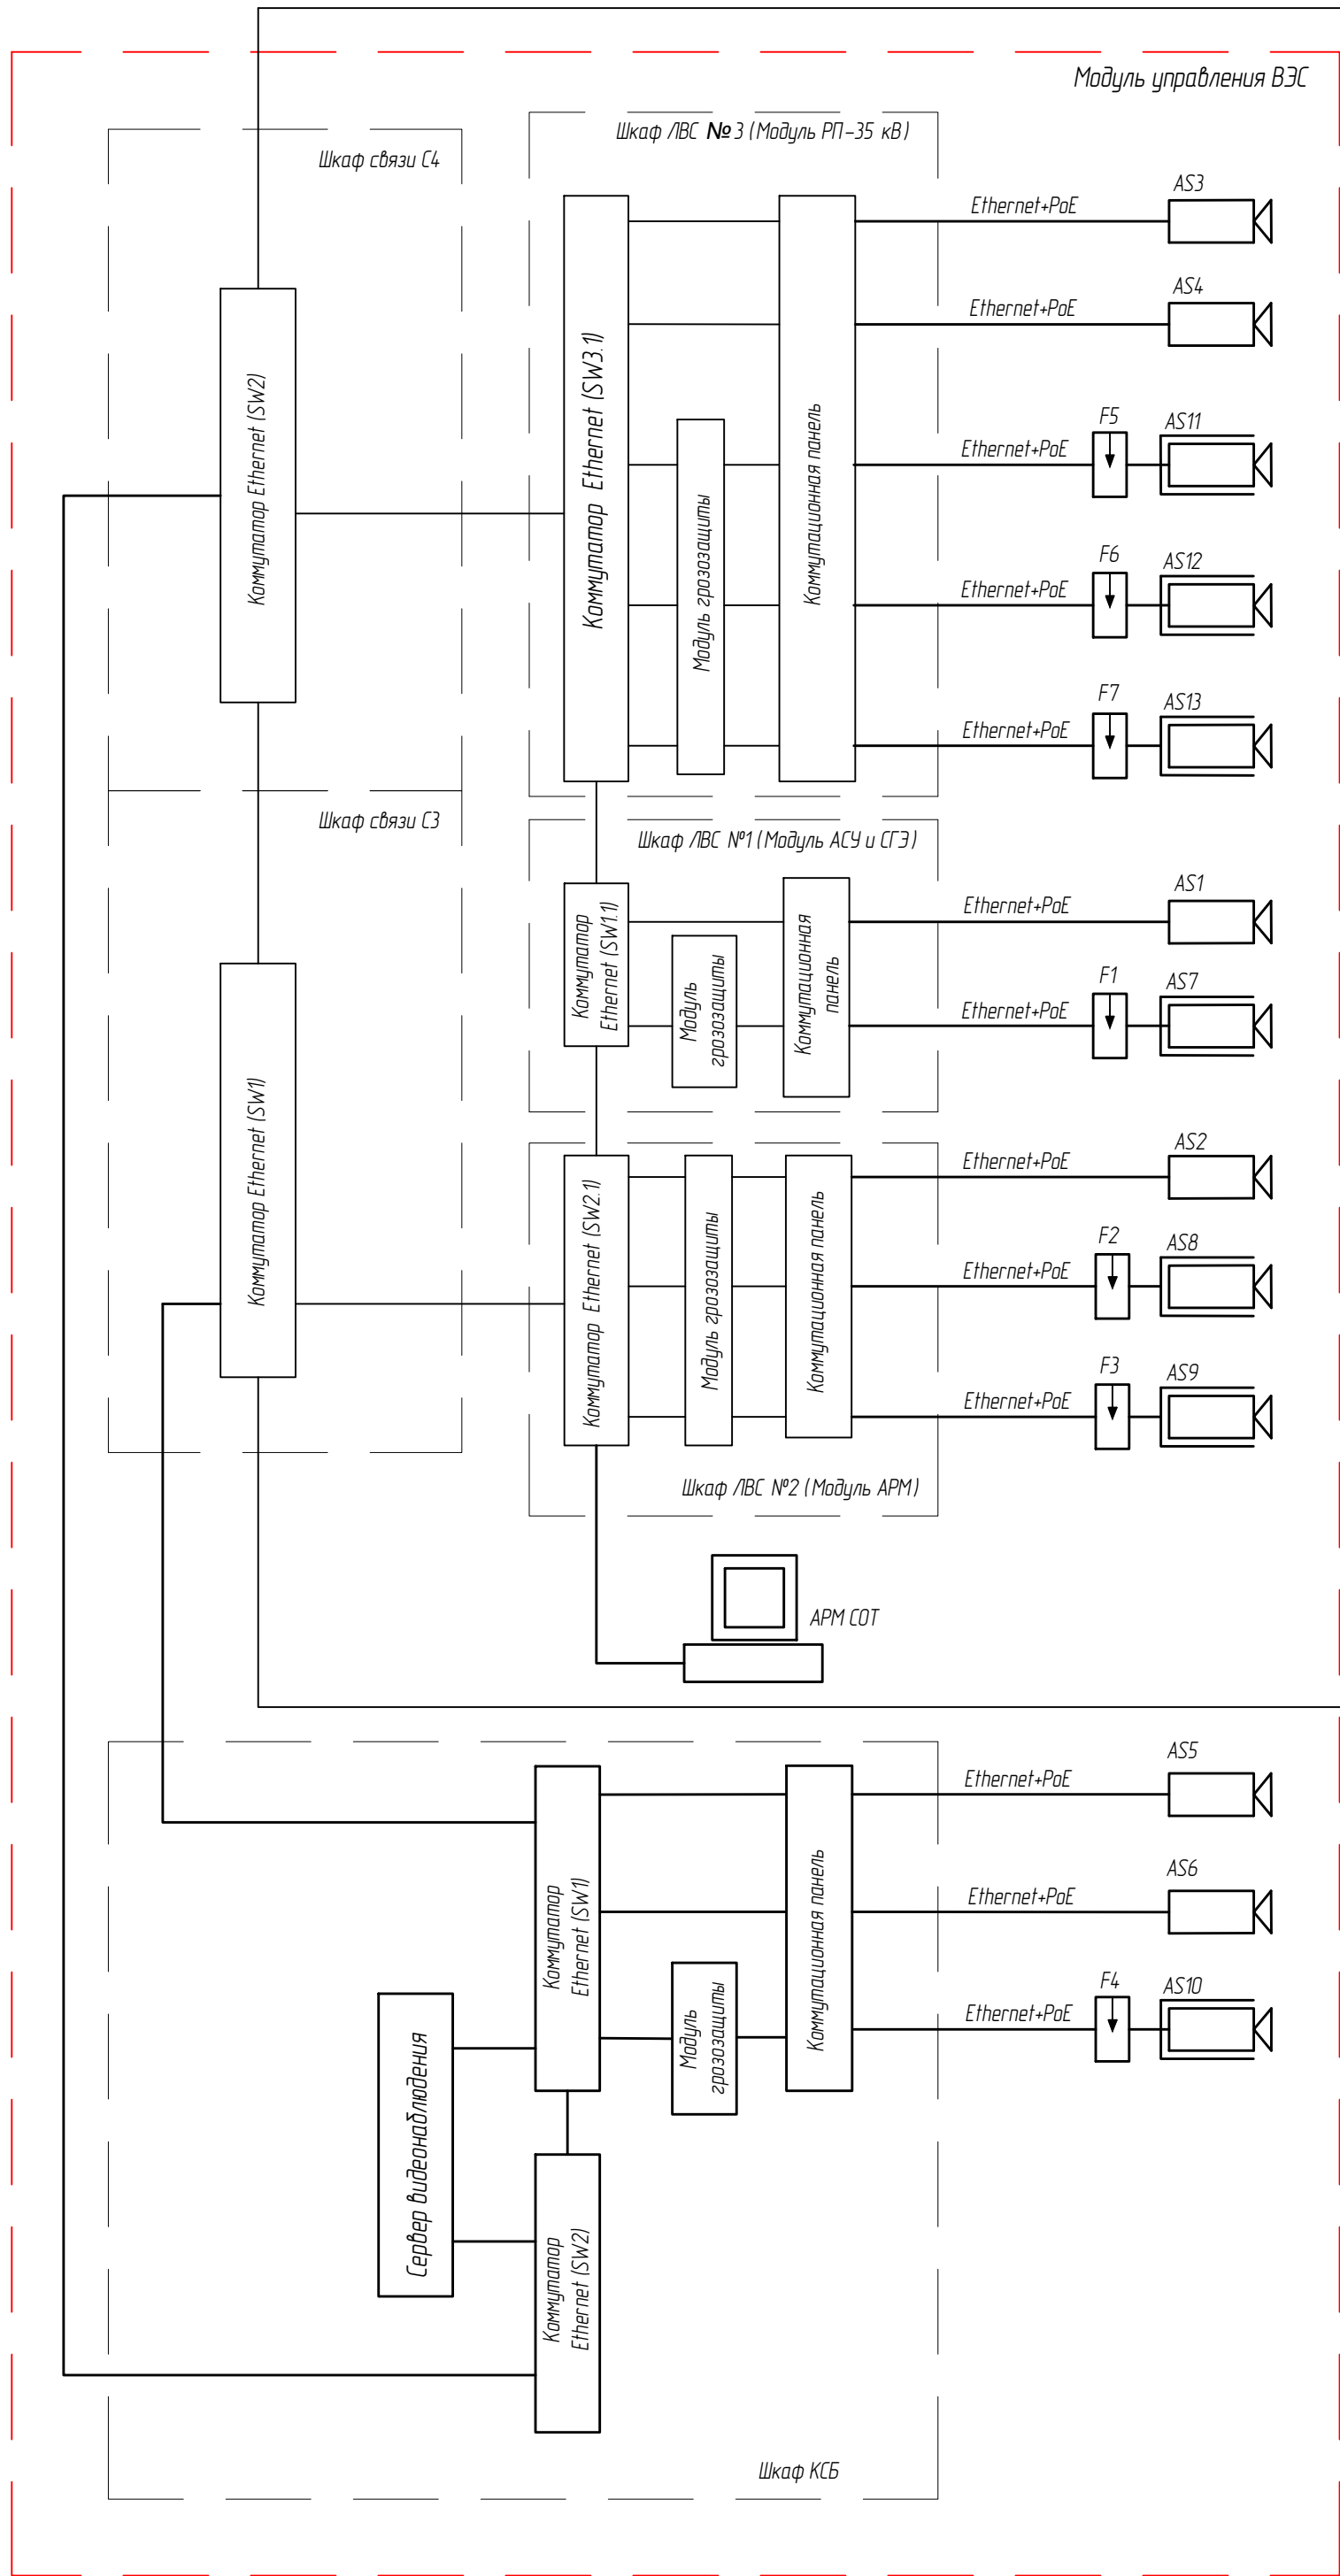 Модуль управления ВЭС
Шкаф связи С4
Коммутатор Ethernet (SW2)
Шкаф ЛВС №3 (Модуль РП-35 кВ)
Коммутатор Ethernet (SW3.1)
Модуль грозозащиты
Коммутационная панель
Ethernet+PoE
AS3
Ethernet+PoE
AS4
Ethernet+PoE
F5
AS11
Ethernet+PoE
F6
AS12
Ethernet+PoE
F7
AS13
Шкаф связи С3
Коммутатор Ethernet (SW1)
Шкаф ЛВС №1 (Модуль АСУ и СГЭ)
Коммутатор
Ethernet (SW1.1)
Модуль
грозозащиты
Коммутационная
панель
Ethernet+PoE
AS1
Ethernet+PoE
F1
AS7
Коммутатор Ethernet (SW2.1)
Модуль грозозащиты
Коммутационная панель
Ethernet+PoE
AS2
Ethernet+PoE
F2
AS8
Ethernet+PoE
F3
AS9
Шкаф ЛВС №2 (Модуль АРМ)
АРМ СОТ
Коммутатор
Ethernet (SW1)
Модуль
грозозащиты
Коммутационная панель
Ethernet+PoE
AS5
Ethernet+PoE
AS6
Ethernet+PoE
F4
AS10
Сервер видеонаблюдения
Коммутатор
Ethernet (SW2)
Шкаф КСБ